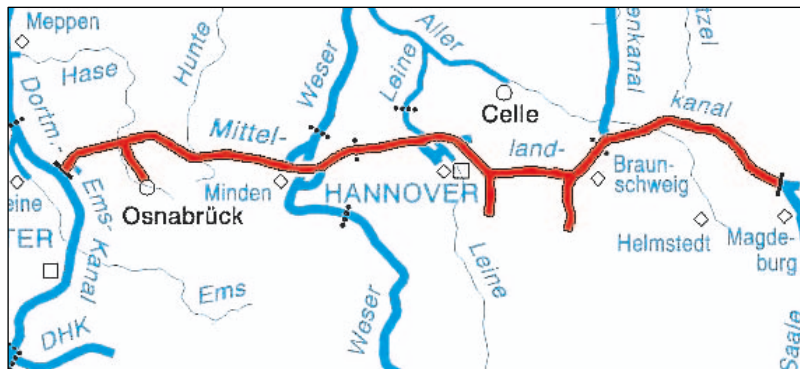 Meppen
Hase
Hunte
Weser
Leine
Aller
Celle
enkanal
tzel
Dortm.-
Ems-Kanal
Mittel-
land-
kanal
Osnabrück
Minden
HANNOVER
Braun-
schweig
Helmstedt
Magde-
burg
eine
TER
Ems
DHK
Weser
Leine
Saale